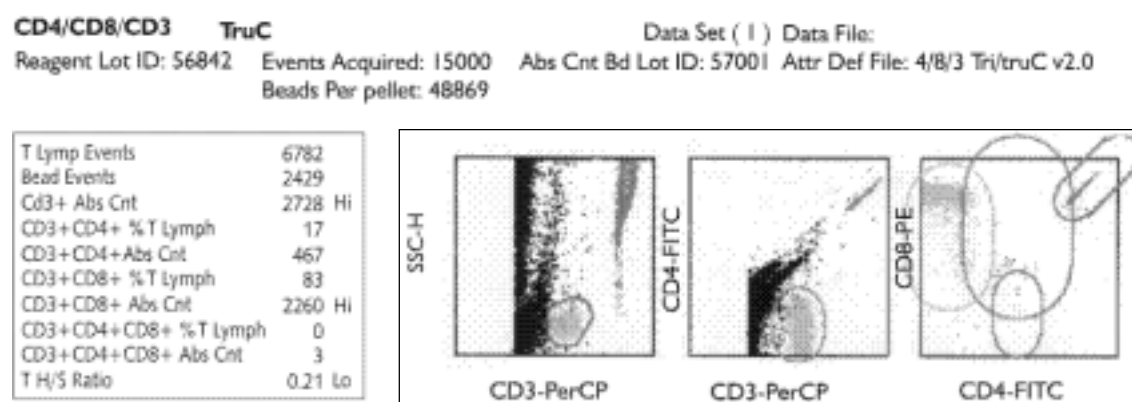 CD4/CD8/CD3 TruC Data Set ( 1 ) Data File:
Reagent Lot ID: 56842 Events Acquired: 15000 Abs Cnt Bd Lot ID: 57001 Attr Def File: 4/8/3 Tri/truC v2.0
Beads Per pellet: 48869
T Lymp Events 6782
Bead Events 2429
Cd3+ Abs Cnt 2728 Hi
CD3+CD4+ %T Lymph 17
CD3+CD4+Abs Cnt 467
CD3+CD8+ %T Lymph 83
CD3+CD8+ Abs Cnt 2260 Hi
CD3+CD4+CD8+ %T Lymph 0
CD3+CD4+CD8+ Abs Cnt 3
T H/S Ratio 0.21 Lo
SSC-H
CD3-PerCP
CD4-FITC
CD3-PerCP
CD8-PE
CD4-FITC